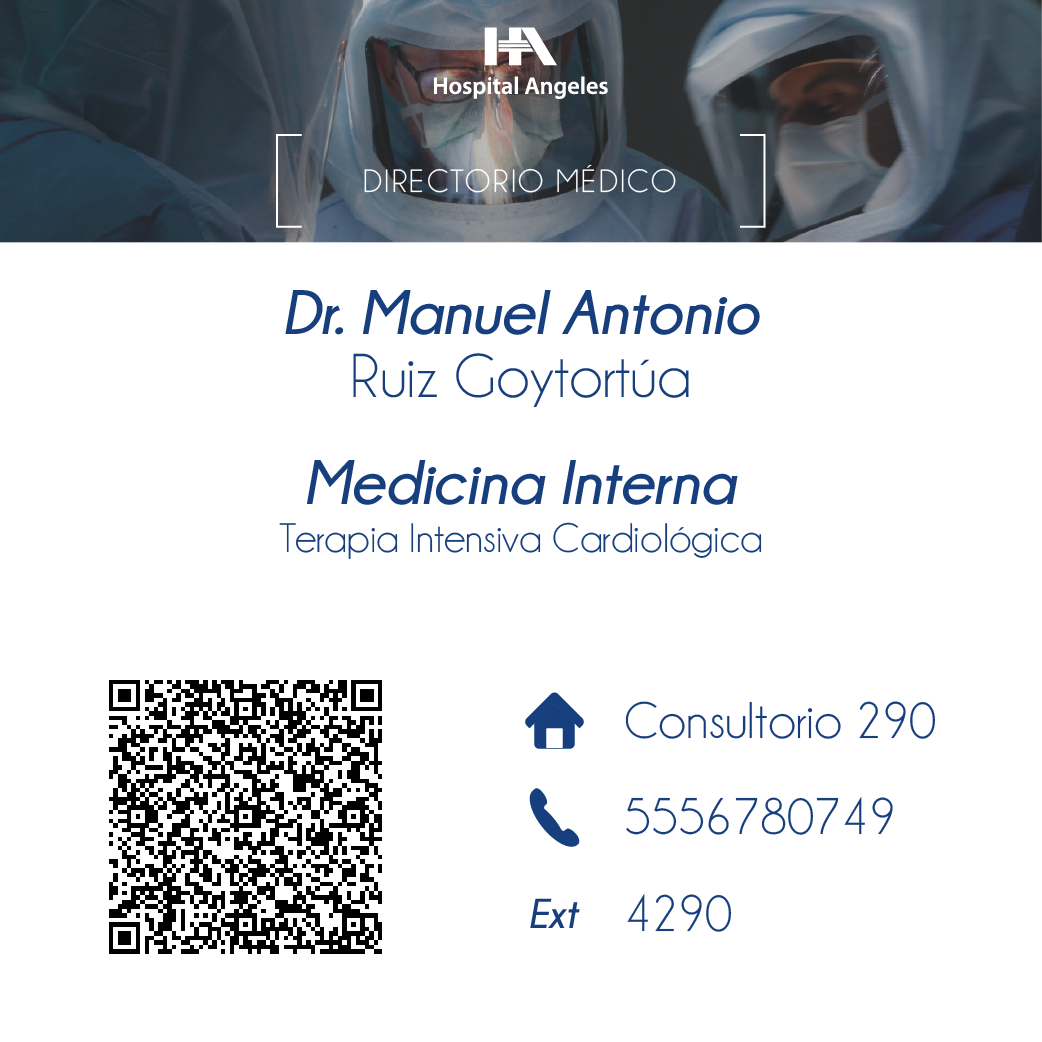 HA
Hospital Angeles
DIRECTORIO MÉDICO
Dr. Manuel Antonio
Ruiz Goytortúa
Medicina Interna
Terapia Intensiva Cardiológica
Consultorio 290
5556780749
Ext 4290